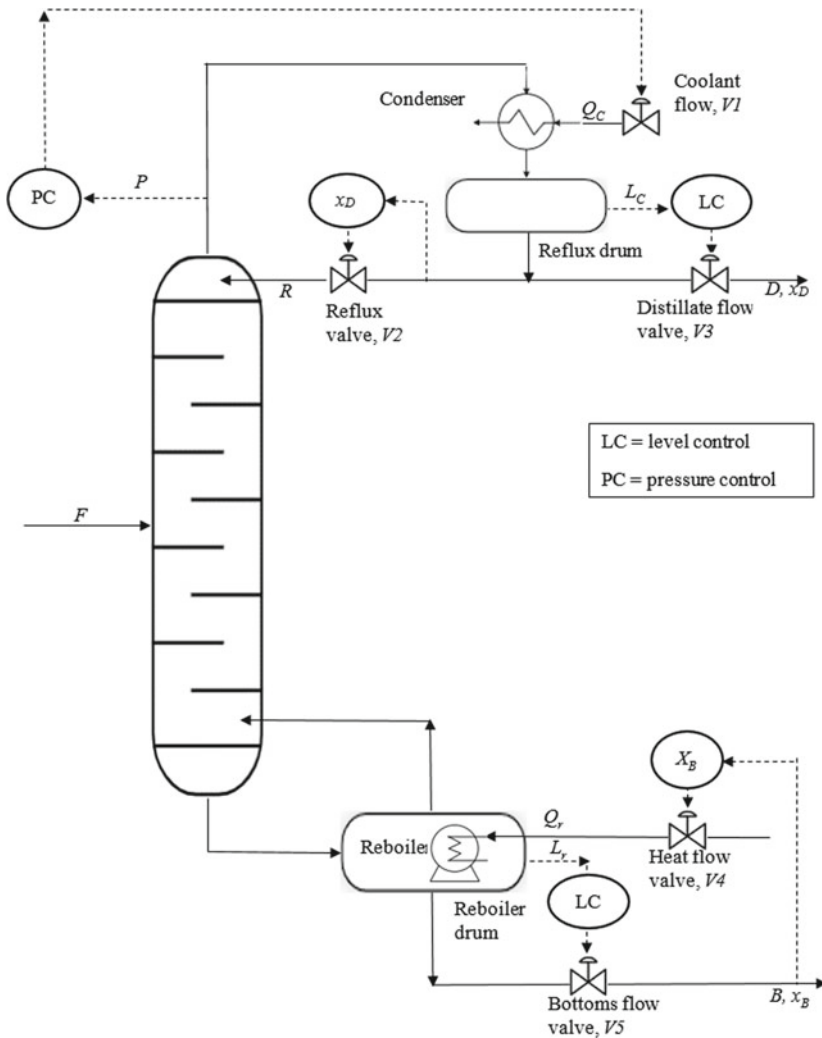 Coolant
flow, V1
Condenser
Q_C
PC
P
x_D
L_C
LC
Reflux drum
R
D, x_D
Reflux
valve, V2
Distillate flow
valve, V3
LC = level control
PC = pressure control
F
X_B
Q_r
Reboiler
L_r
Heat flow
valve, V4
LC
Reboiler
drum
B, x_B
Bottoms flow
valve, V5